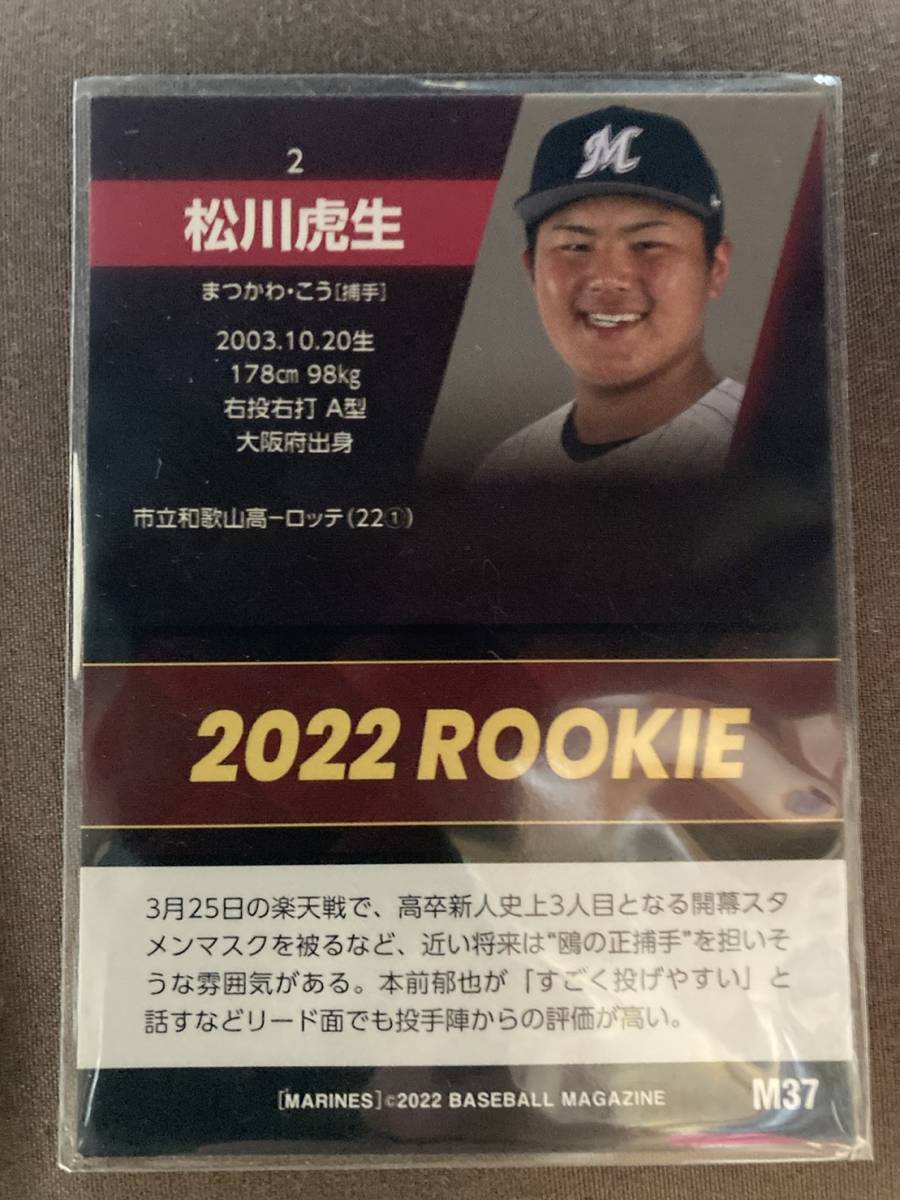 M
2
松川虎生
まつかわ・こう[捕手]
2003.10.20生
178㎝ 98㎏
右投右打 A型
大阪府出身
市立和歌山高ーロッテ(22①)
2022 ROOKIE
3月25日の楽天戦で、高卒新人史上3人目となる開幕スタ
メンマスクを被るなど、近い将来は“鷗の正捕手”を担いそ
うな雰囲気がある。本前郁也が「すごく投げやすい」と
話すなどリード面でも投手陣からの評価が高い。
[MARINES]©2022 BASEBALL MAGAZINE
M37